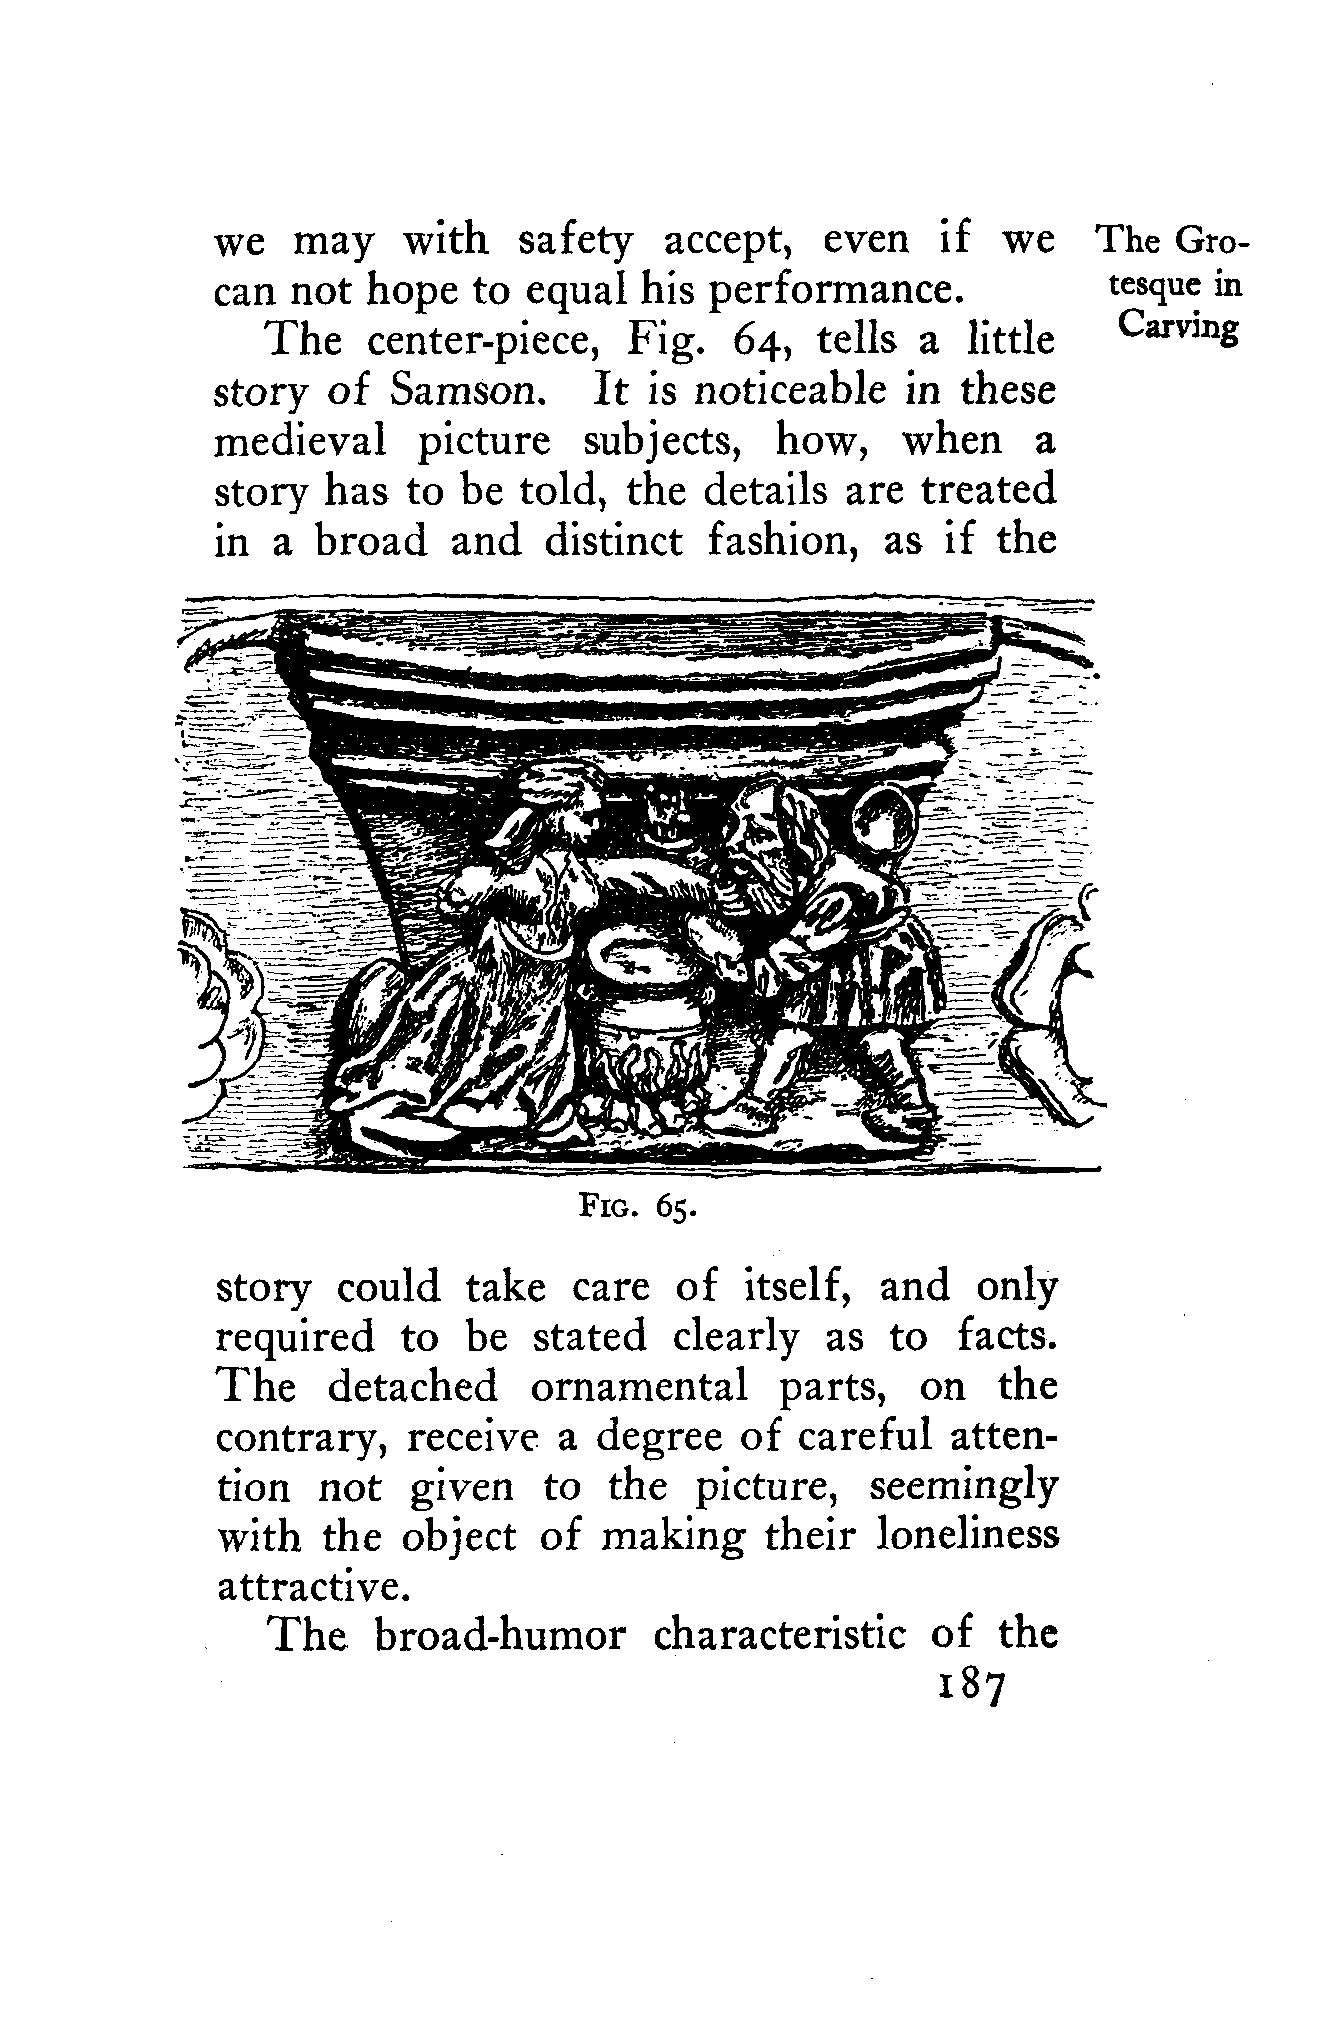 we may with safety accept, even if we
can not hope to equal his performance.
The Gro-
tesque in
Carving
The center-piece, Fig. 64, tells a little
story of Samson. It is noticeable in these
medieval picture subjects, how, when a
story has to be told, the details are treated
in a broad and distinct fashion, as if the
FIG. 65.
story could take care of itself, and only
required to be stated clearly as to facts.
The detached ornamental parts, on the
contrary, receive a degree of careful atten-
tion not given to the picture, seemingly
with the object of making their loneliness
attractive.
The broad-humor characteristic of the
187